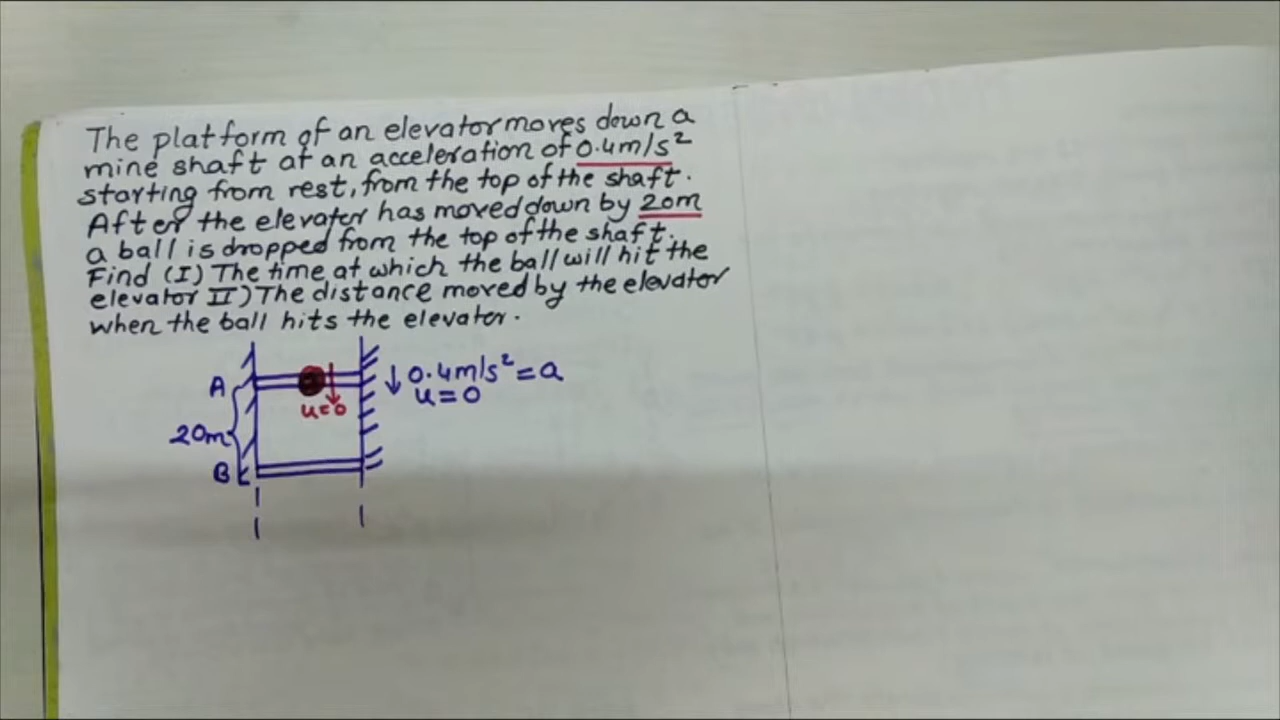 The platform of an elevator moves down a
mine shaft at an acceleration of 0.4m/s²
starting from rest, from the top of the shaft.
After the elevater has moved down by 20m
a ball is dropped from the top of the shaft.
Find (I) The time at which the ball will hit the
elevator II) The distance moved by the elevator
when the ball hits the elevator.
A
u=0
↓ 0.4m/s² = a
u=0
20m
B